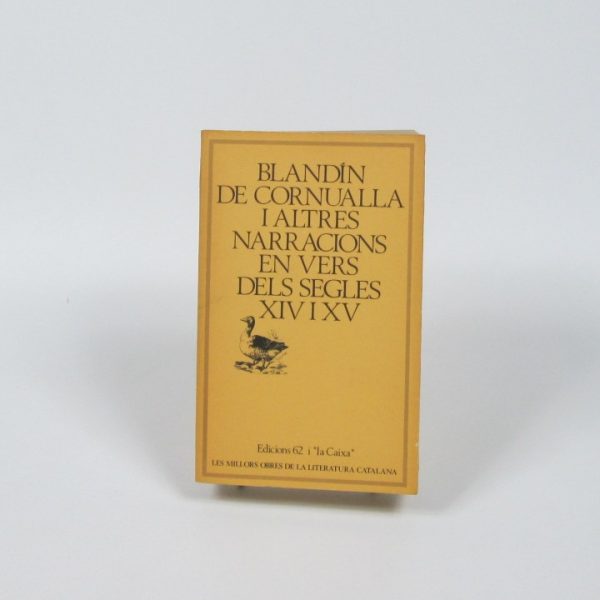 BLANDÍN
DE CORNUALLA
I ALTRES
NARRACIONS
EN VERS
DELS SEGLES
XIV I XV
Edicions 62 i "la Caixa"
LES MILLORS OBRES DE LA LITERATURA CATALANA